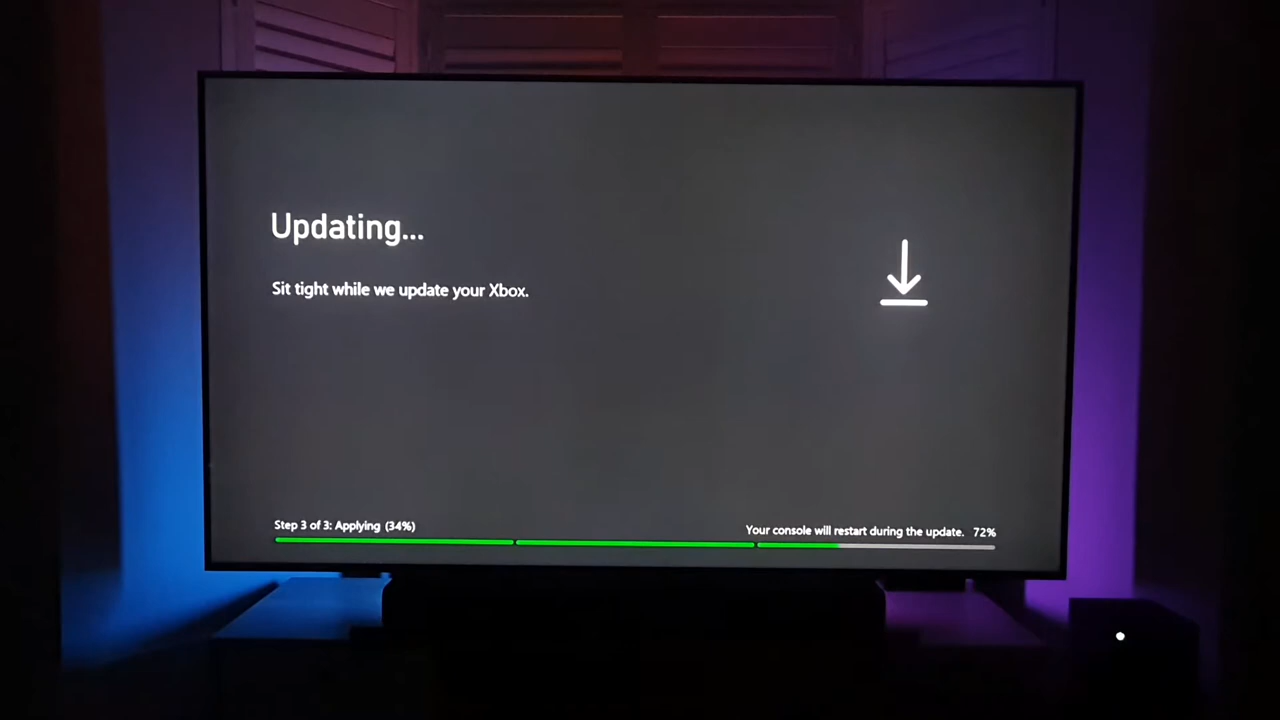 Updating...
Sit tight while we update your Xbox.
Step 3 of 3: Applying (34%)
Your console will restart during the update. 72%